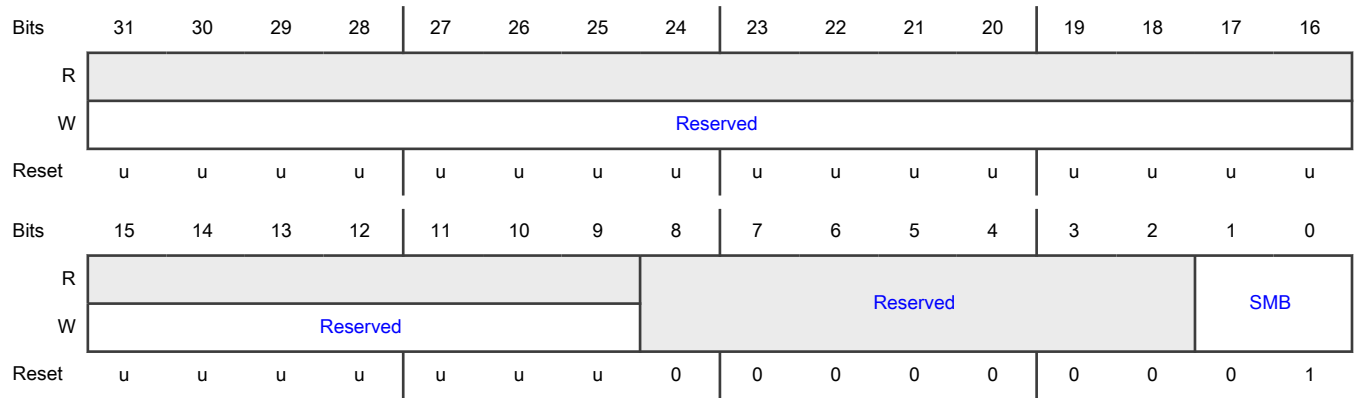 Bits 31 30 29 28 27 26 25 24 23 22 21 20 19 18 17 16
R
W Reserved
Reset u u u u u u u u u u u u u u u u
Bits 15 14 13 12 11 10 9 8 7 6 5 4 3 2 1 0
R
Reserved SMB
W Reserved
Reset u u u u u u u 0 0 0 0 0 0 0 0 1